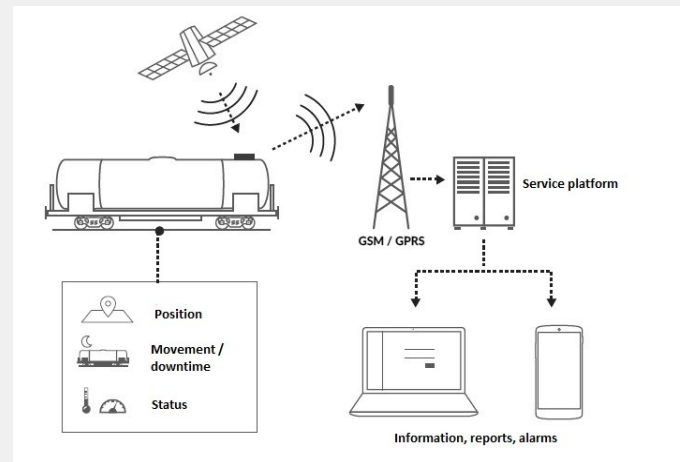 Service platform
GSM / GPRS
Position
Movement /
downtime
Status
Information, reports, alarms